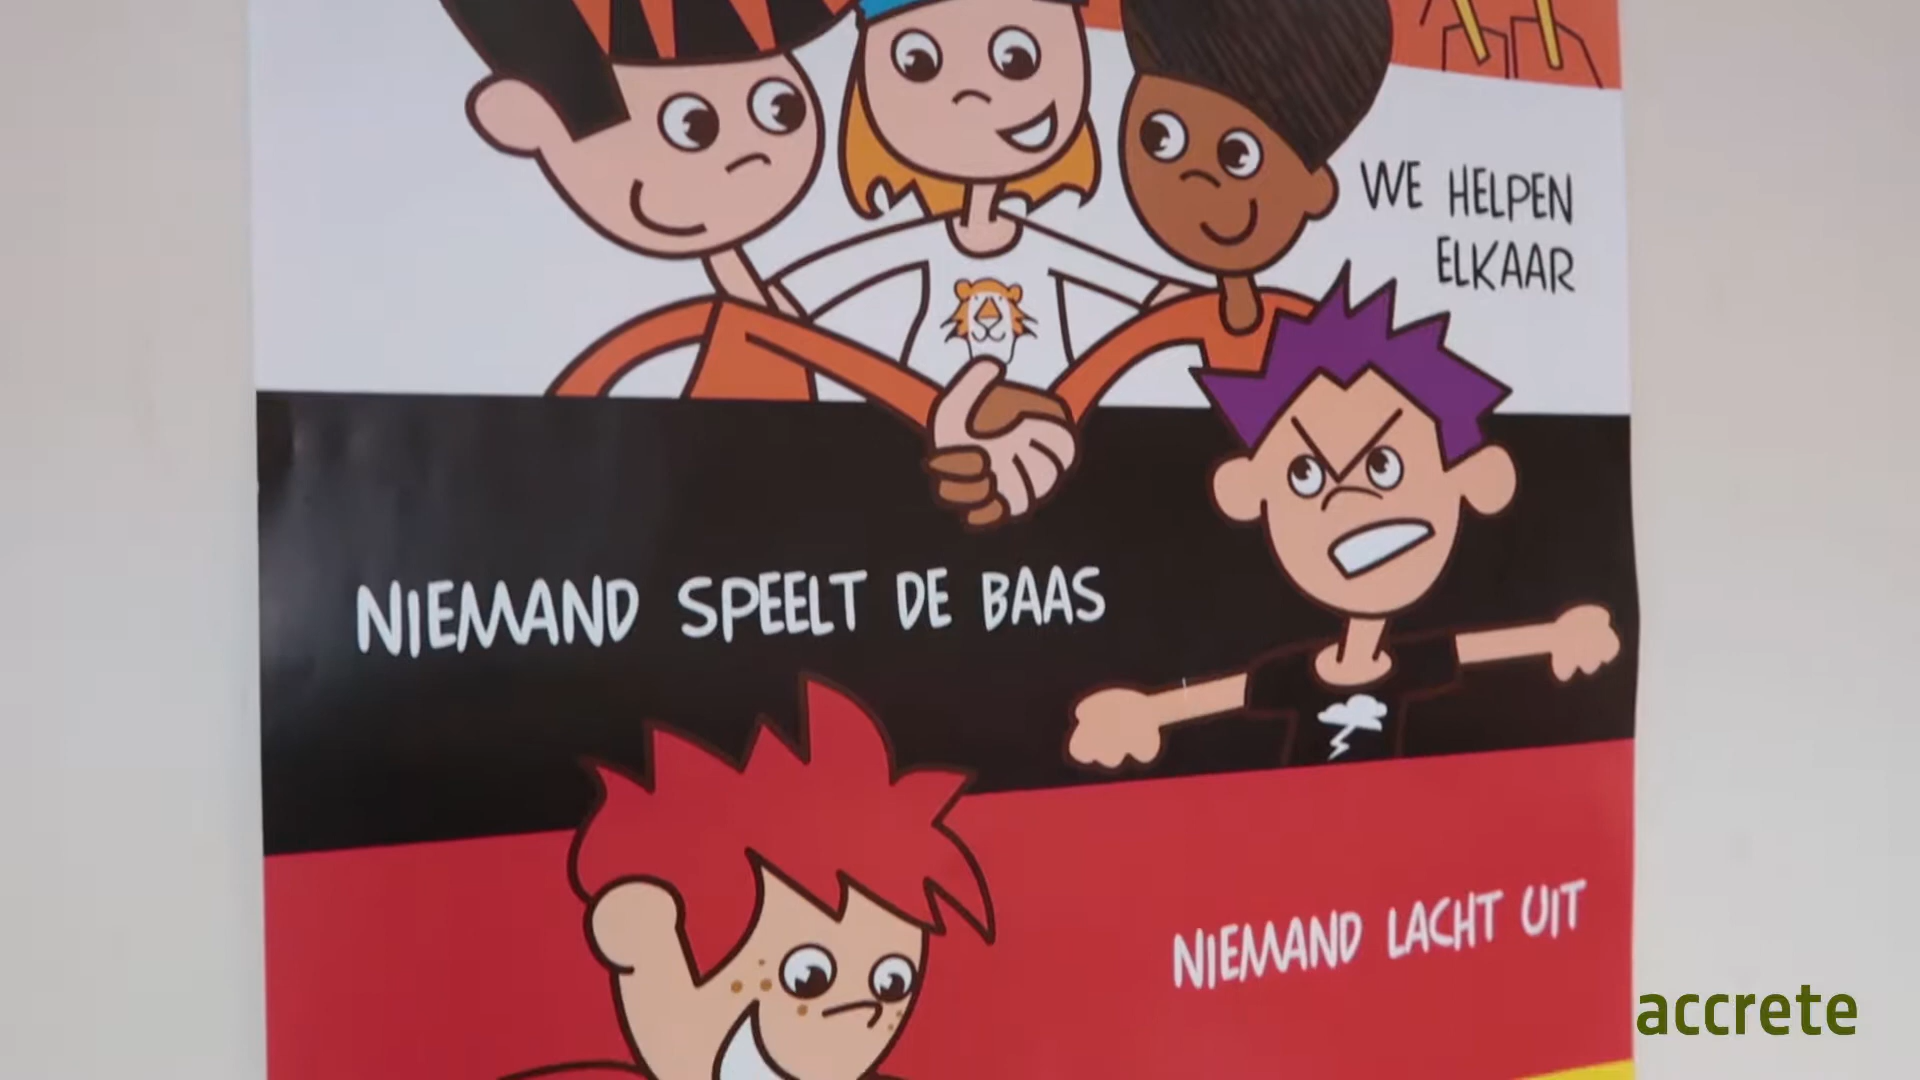 WE HELPEN
ELKAAR
NIEMAND SPEELT DE BAAS
NIEMAND LACHT UIT
accrete